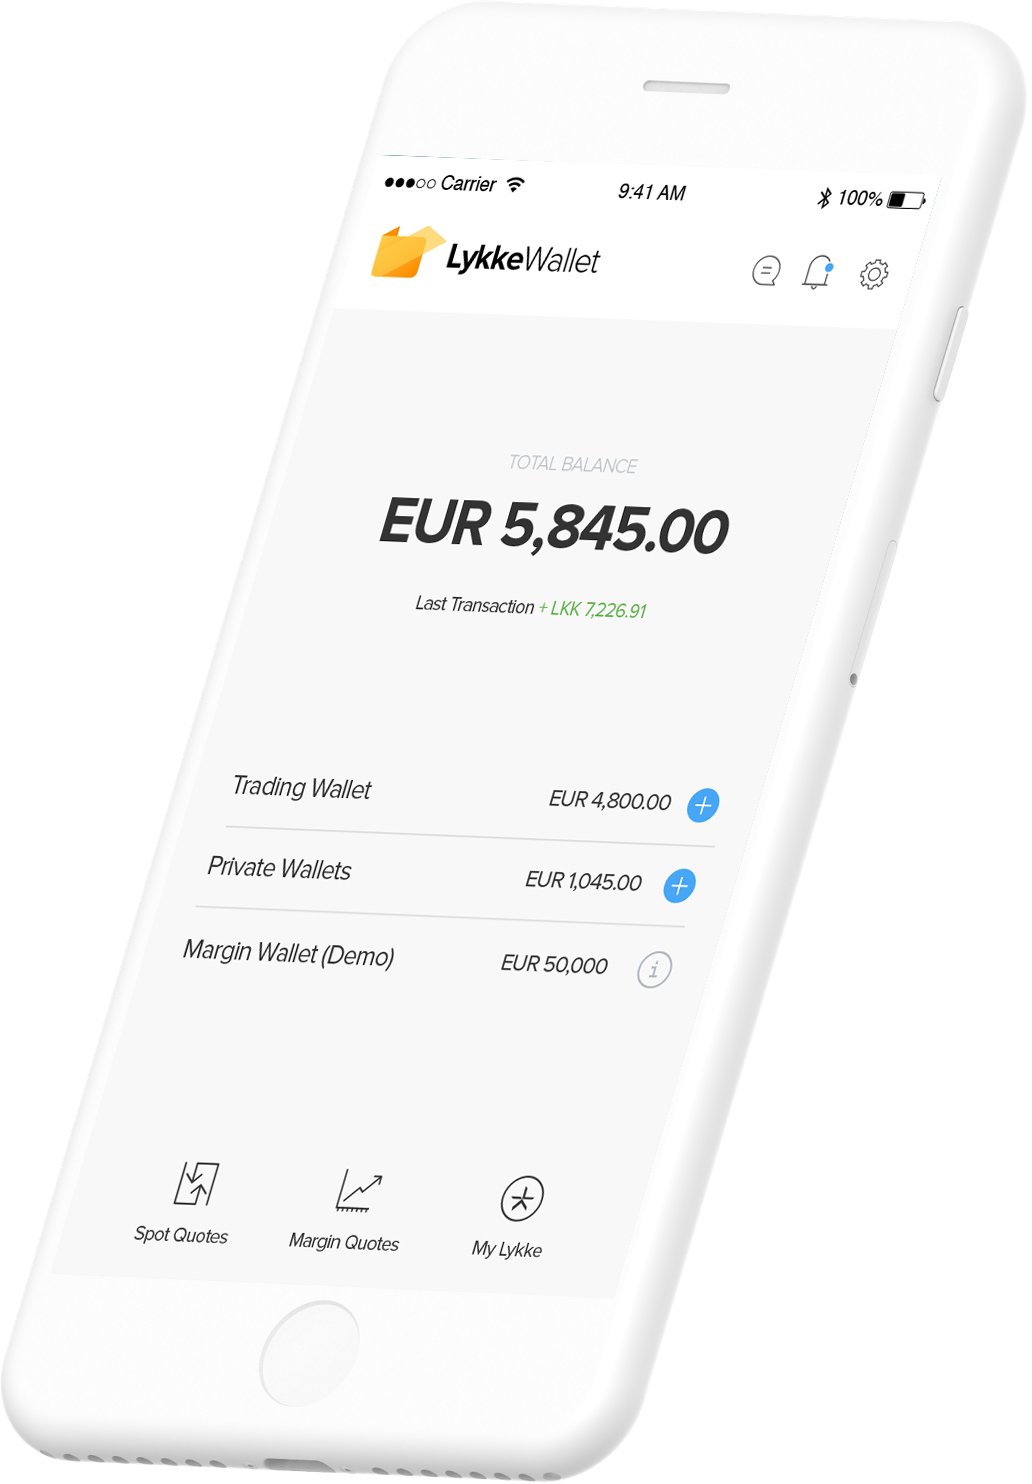 Carrier 9:41 AM 100%
LykkeWallet
TOTAL BALANCE
EUR 5,845.00
Last Transaction + LKK 7,226.91
Trading Wallet EUR 4,800.00
Private Wallets EUR 1,045.00
Margin Wallet (Demo) EUR 50,000
Spot Quotes Margin Quotes My Lykke